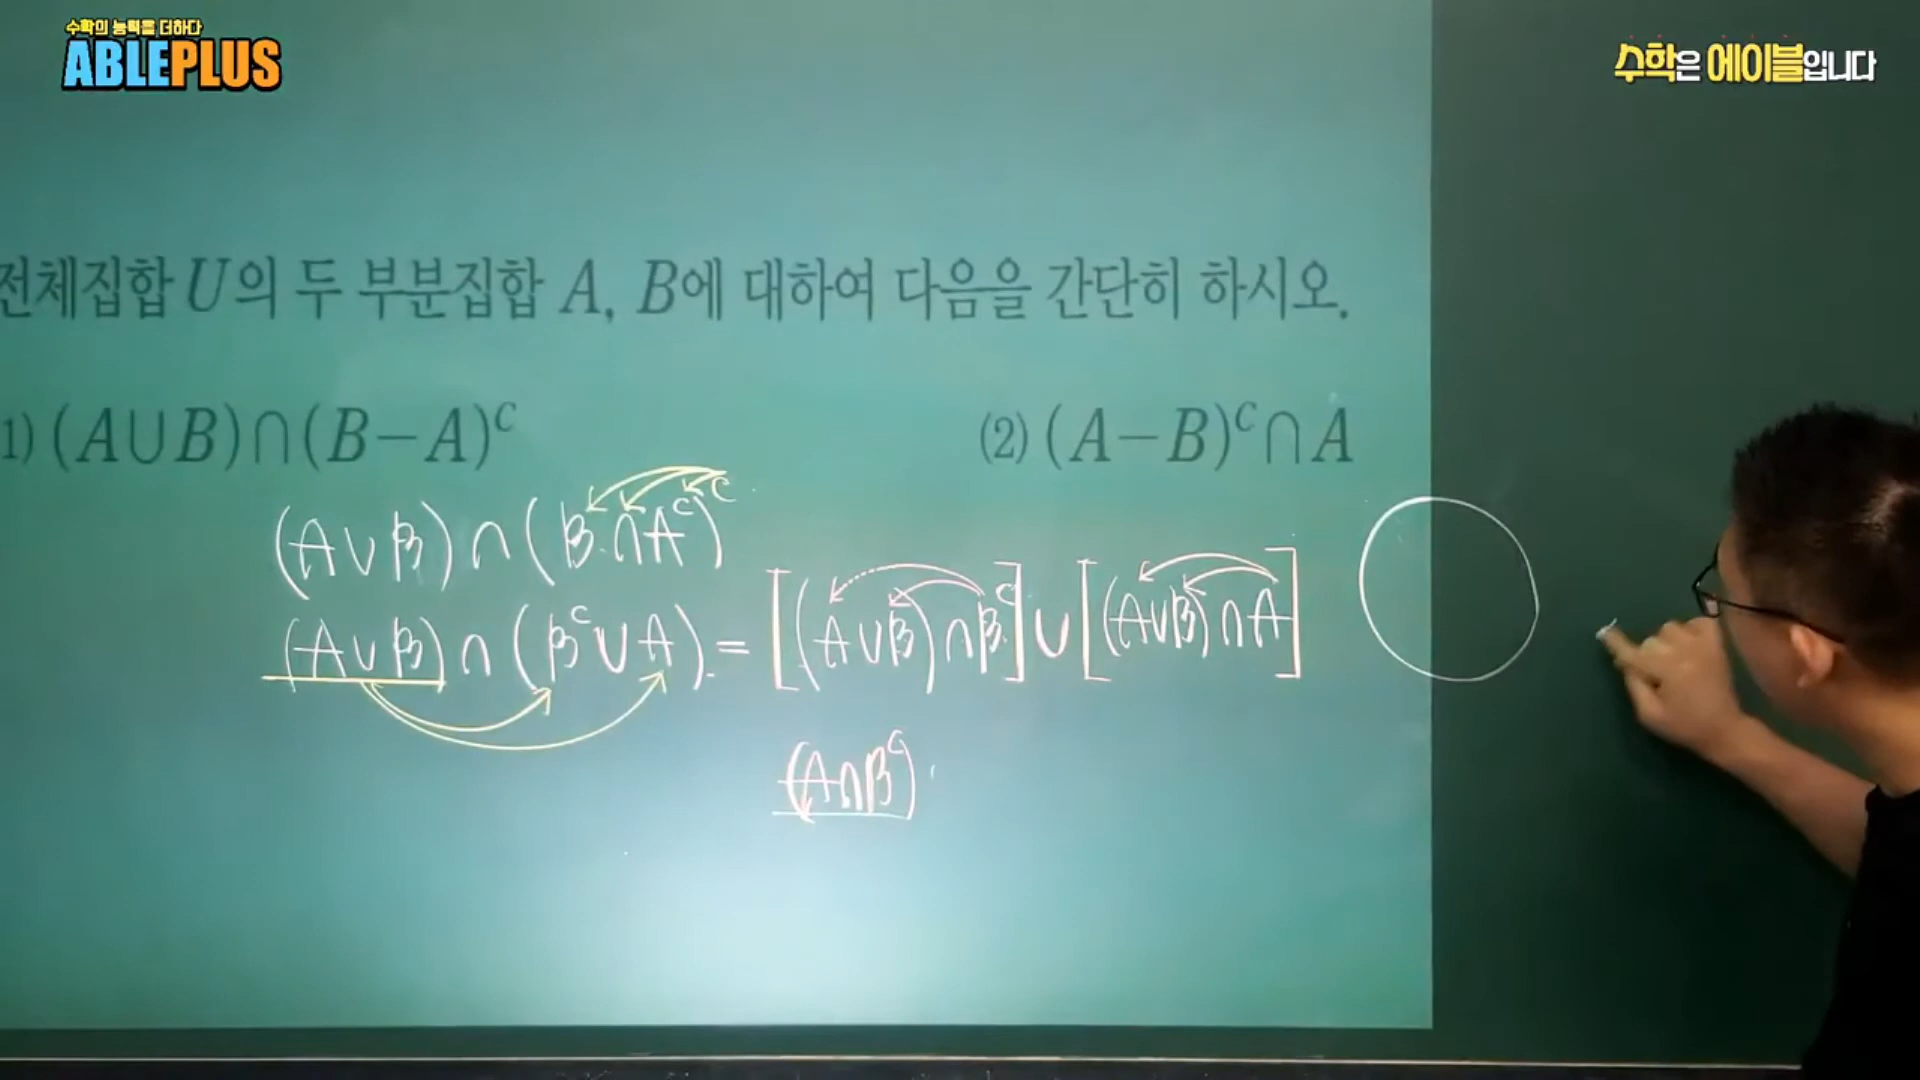 수학의 능력을 더하다
ABLEPLUS
수학은 에이블입니다
전체집합 U의 두 부분집합 A, B에 대하여 다음을 간단히 하시오.
1) (A∪B)∩(B−A)^C
(2) (A−B)^C∩A
(A∪B)∩(B∩A^C)^C
(A∪B)∩(B^C∪A) = [(A∪B)∩B^C]∪[(A∪B)∩A]
(A∩B^C)